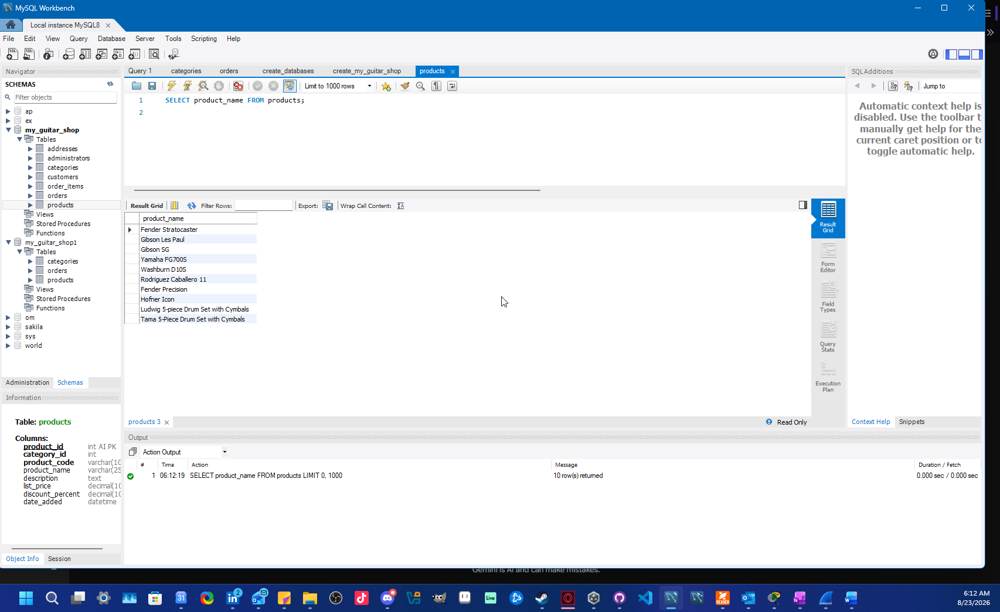 MySQL Workbench
Local instance MySQL8
File Edit View Query Database Server Tools Scripting Help
Navigator
SCHEMAS
Filter objects
ap
ex
my_guitar_shop
Tables
addresses
administrators
categories
customers
order_items
orders
products
Views
Stored Procedures
Functions
my_guitar_shop1
Tables
categories
orders
products
Views
Stored Procedures
Functions
om
sakila
sys
world
Administration Schemas
Information
Table: products
Columns:
product_id int AI PK
category_id int
product_code varchar(10
product_name varchar(25
description text
list_price decimal(10
discount_percent decimal(10
date_added datetime
Object Info Session
Query 1 categories orders create_databases create_my_guitar_shop products
Limit to 1000 rows
1 SELECT product_name FROM products;
2
Result Grid Filter Rows: Export: Wrap Cell Content:
product_name
Fender Stratocaster
Gibson Les Paul
Gibson SG
Yamaha FG700S
Washburn D10S
Rodriguez Caballero 11
Fender Precision
Hofner Icon
Ludwig 5-piece Drum Set with Cymbals
Tama 5-Piece Drum Set with Cymbals
Result
Grid
Form
Editor
Field
Types
Query
Stats
Execution
Plan
products 3
Read Only
Output
Action Output
# Time Action Message Duration / Fetch
1 06:12:19 SELECT product_name FROM products LIMIT 0, 1000 10 row(s) returned 0.000 sec / 0.000 sec
SQLAdditions
Jump to
Automatic context help is
disabled. Use the toolbar t
manually get help for the
current caret position or to
toggle automatic help.
Context Help Snippets
Gemini is AI and can make mistakes.
31
2
Live
READER
6:12 AM
8/23/2026